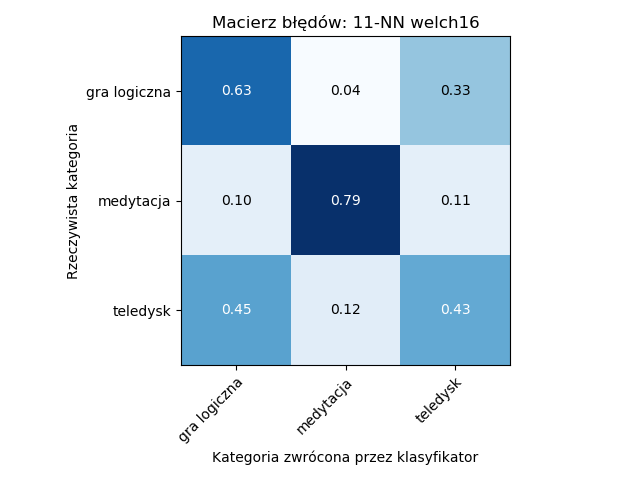 Macierz błędów: 11-NN welch16
gra logiczna
0.63
0.04
0.33
medytacja
0.10
0.79
0.11
teledysk
0.45
0.12
0.43
Rzeczywista kategoria
gra logiczna
medytacja
teledysk
Kategoria zwrócona przez klasyfikator